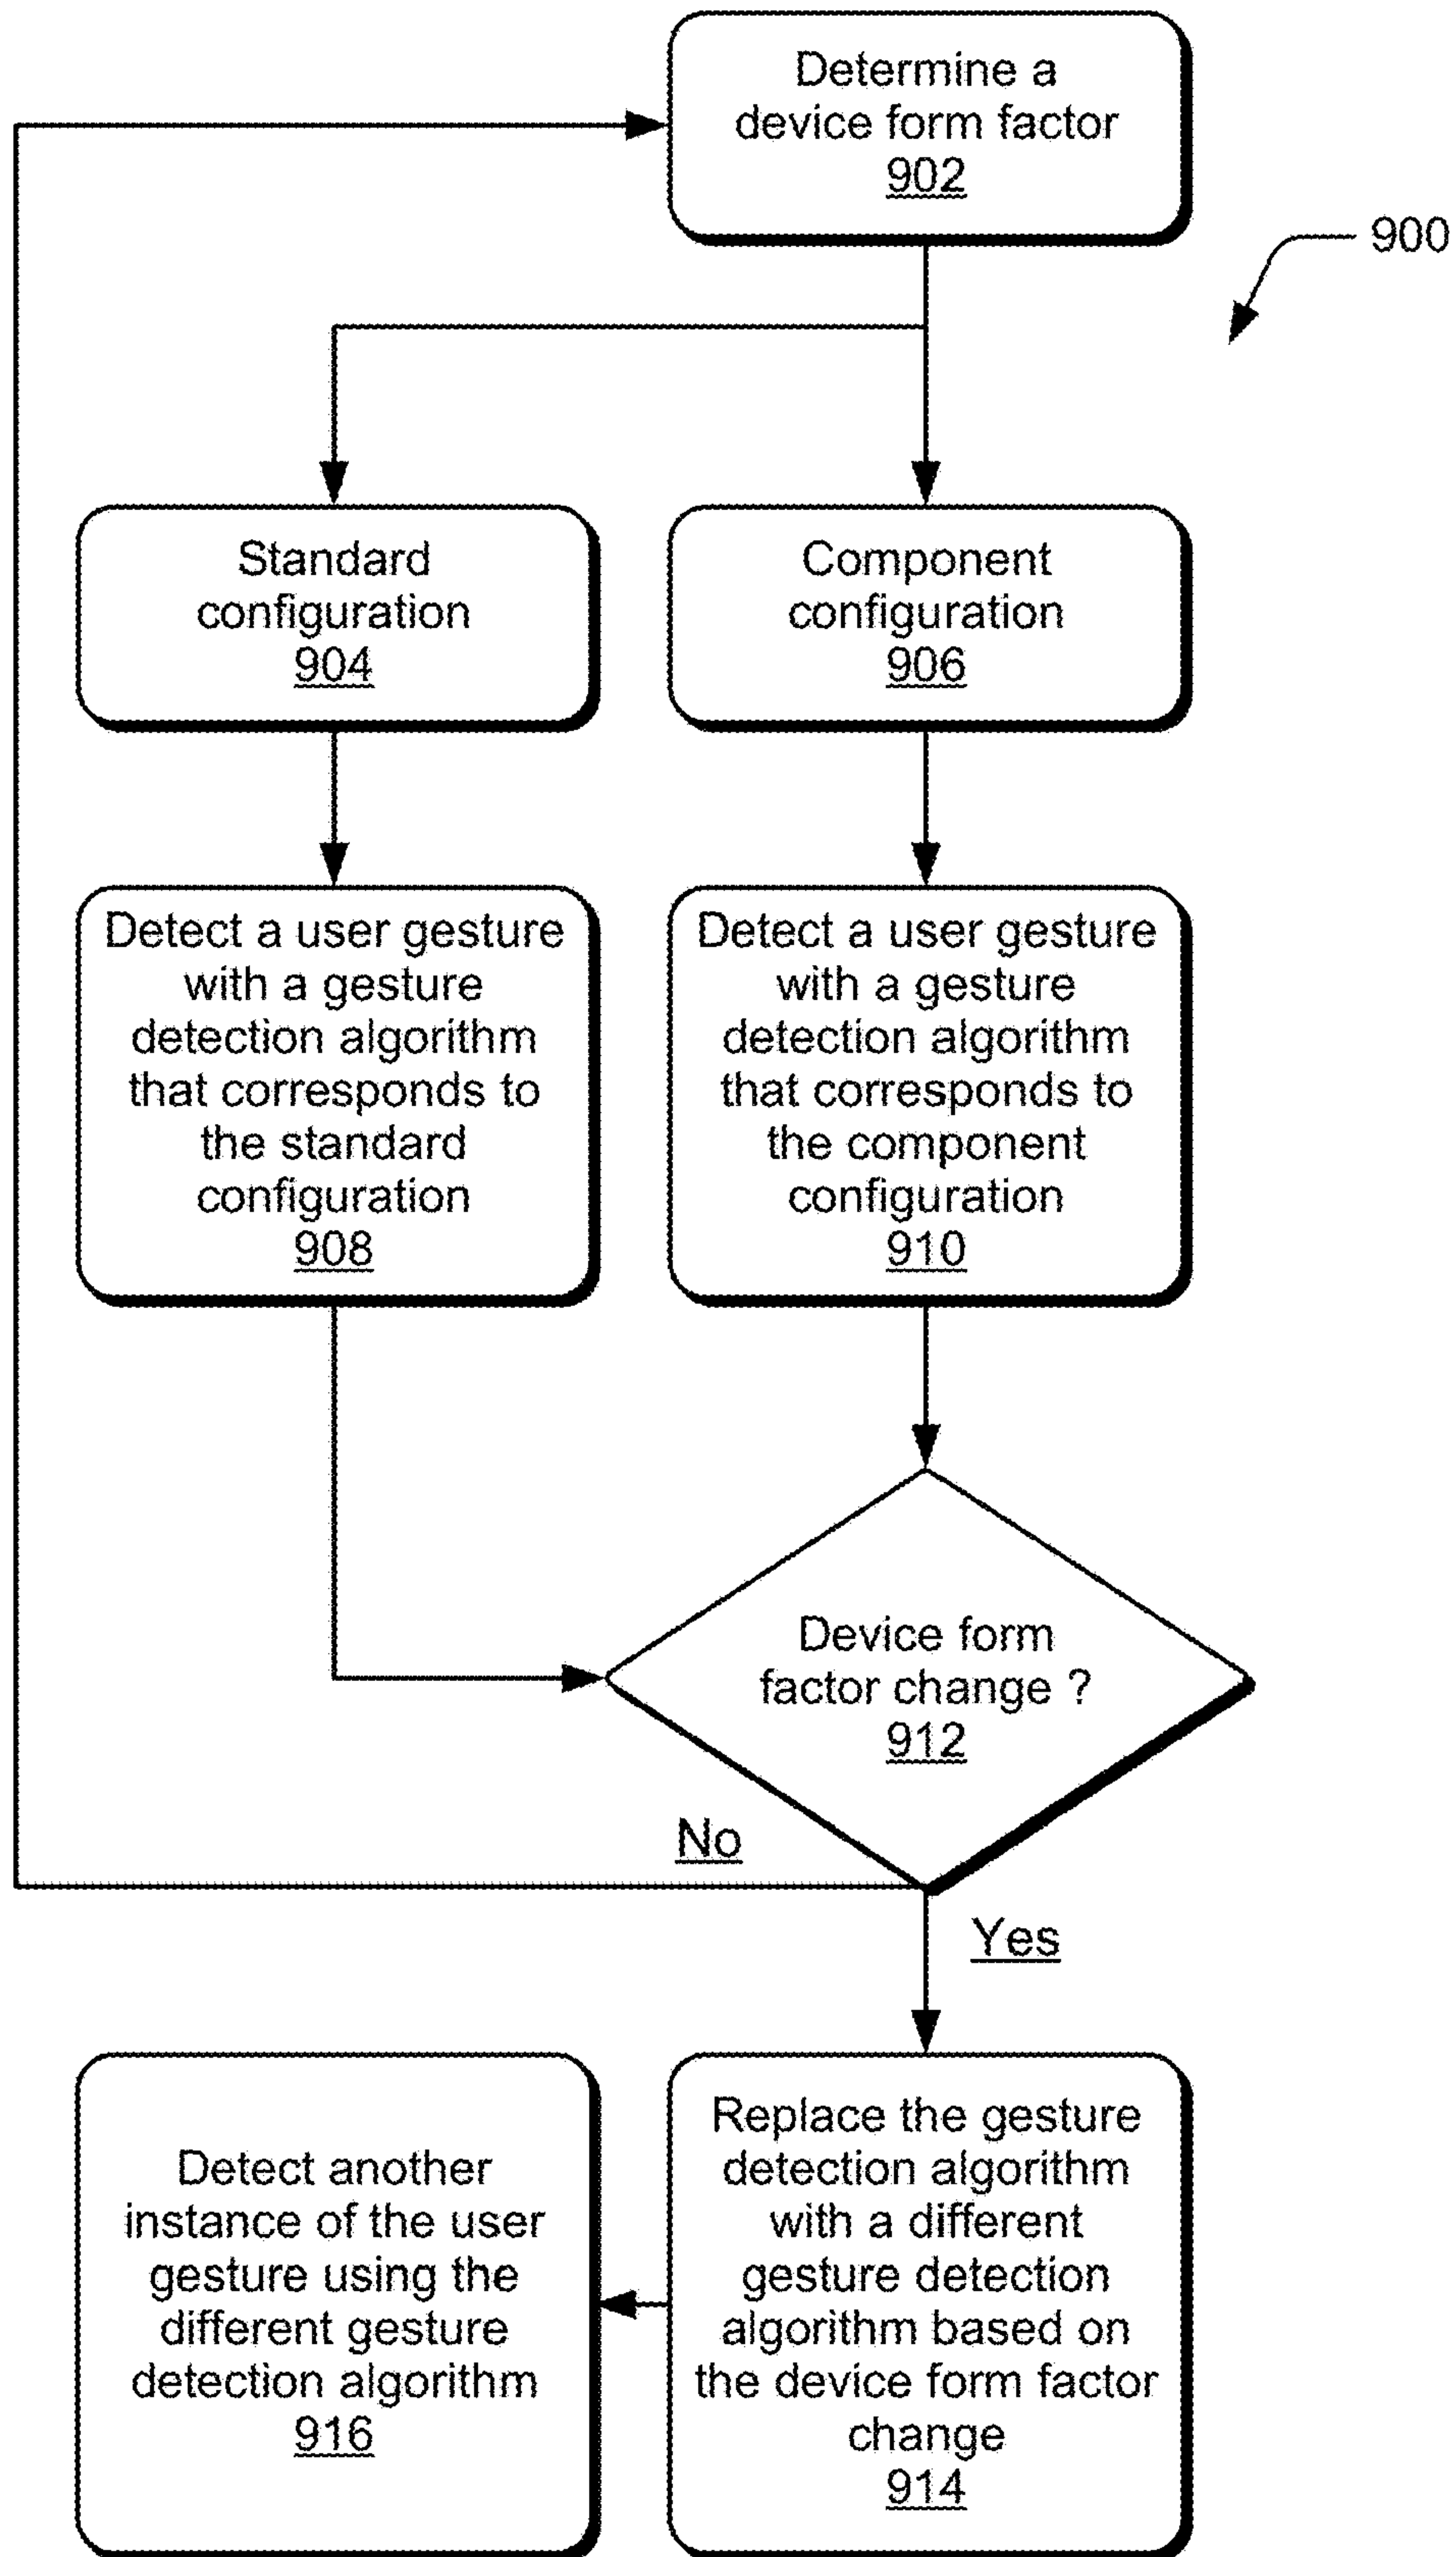 Determine a
device form factor
902
900
Standard
configuration
904
Component
configuration
906
Detect a user gesture
with a gesture
detection algorithm
that corresponds to
the standard
configuration
908
Detect a user gesture
with a gesture
detection algorithm
that corresponds to
the component
configuration
910
Device form
factor change ?
912
No
Yes
Replace the gesture
detection algorithm
with a different
gesture detection
algorithm based on
the device form factor
change
914
Detect another
instance of the user
gesture using the
different gesture
detection algorithm
916